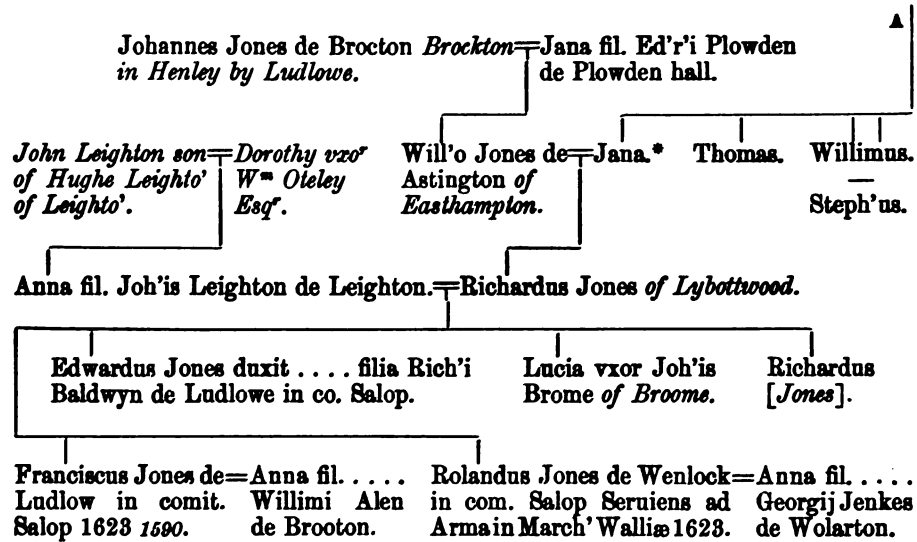 A
Johannes Jones de Brocton Brockton=Jana fil. Ed'r'i Plowden
in Henley by Ludlowe. de Plowden hall.
John Leighton son=Dorothy vxoʳ Will'o Jones de=Jana.* Thomas. Willimus.
of Hughe Leighto' Wᵐ Oteley Astington of —
of Leighto'. Esqʳ. Easthampton. Steph'us.
Anna fil. Joh'is Leighton de Leighton.=Richardus Jones of Lybottwood.
Edwardus Jones duxit .... filia Rich'i Lucia vxor Joh'is Richardus
Baldwyn de Ludlowe in co. Salop. Brome of Broome. [Jones].
Franciscus Jones de=Anna fil..... Rolandus Jones de Wenlock=Anna fil.....
Ludlow in comit. Willimi Alen in com. Salop Seruiens ad Georgij Jenkes
Salop 1623 1590. de Brooton. Arma in March' Walliæ 1623. de Wolarton.